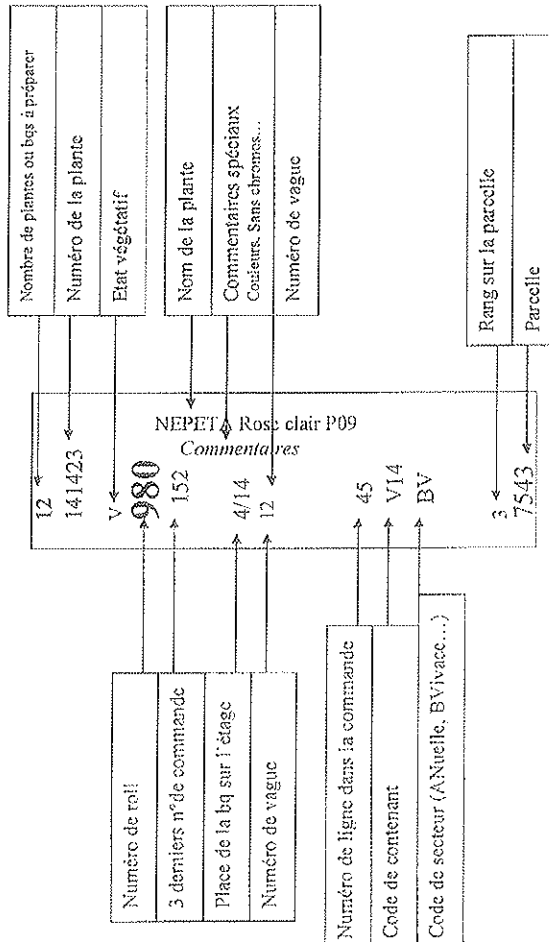 Nombre de plantes ou bqs à préparer
Numéro de la plante
Etat végétatif
Nom de la plante
Commentaires spéciaux
Couleurs. Sans chromos...
Numéro de vague
Rang sur la parcelle
Parcelle
12
141423
V
980
152
NEPETA Rose clair P09
Commentaires
4/14
12
45
V14
BV
3
7543
Numéro de roll
3 derniers n°de commande
Place de la bq sur l'étage
Numéro de vague
Numéro de ligne dans la commande
Code de contenant
Code de secteur (ANuelle, BVivace...)